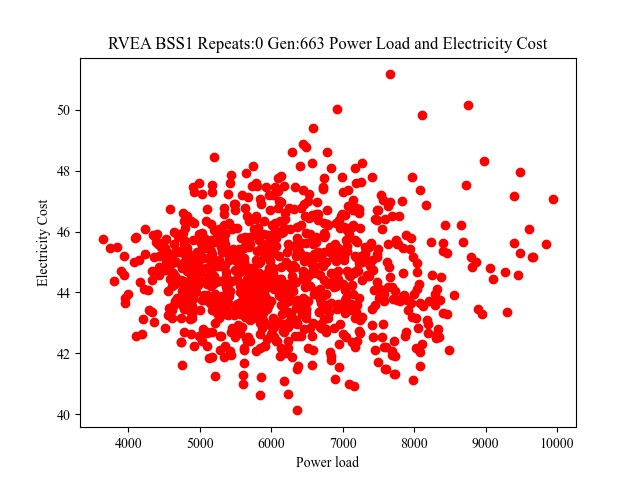 RVEA BSS1 Repeats:0 Gen:663 Power Load and Electricity Cost
50
48
46
44
42
40
Electricity Cost
4000 5000 6000 7000 8000 9000 10000
Power load